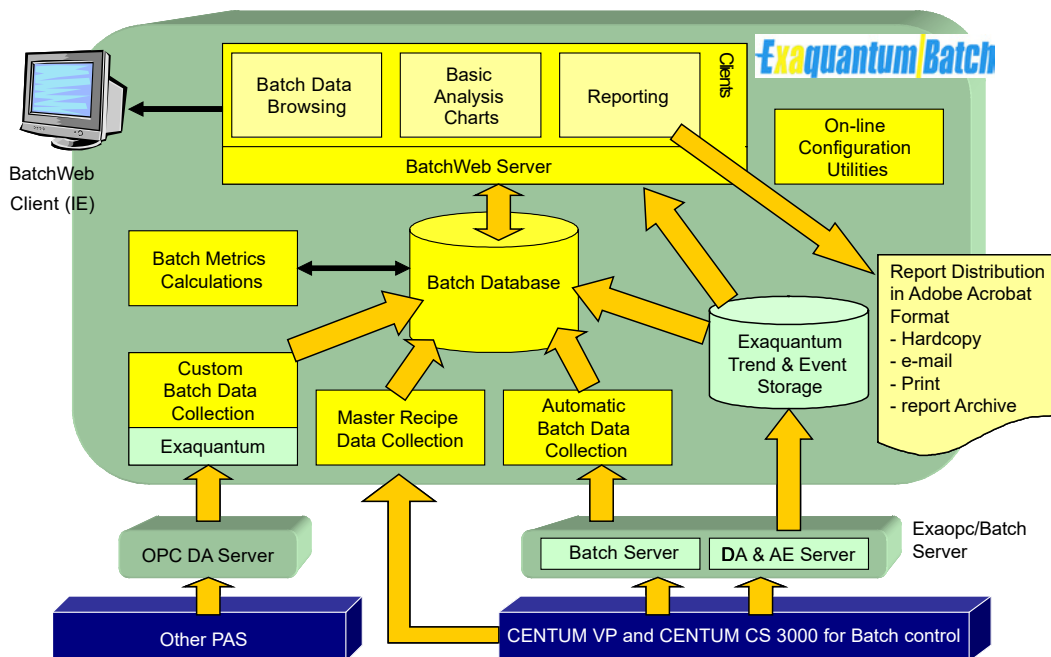 Exaquantum/Batch
Clients
Batch Data
Browsing
Basic
Analysis
Charts
Reporting
On-line
Configuration
Utilities
BatchWeb Server
BatchWeb
Client (IE)
Batch Metrics
Calculations
Batch Database
Report Distribution
in Adobe Acrobat
Format
- Hardcopy
- e-mail
- Print
- report Archive
Exaquantum
Trend & Event
Storage
Custom
Batch Data
Collection
Exaquantum
Master Recipe
Data Collection
Automatic
Batch Data
Collection
OPC DA Server
Batch Server
DA & AE Server
Exaopc/Batch
Server
Other PAS
CENTUM VP and CENTUM CS 3000 for Batch control